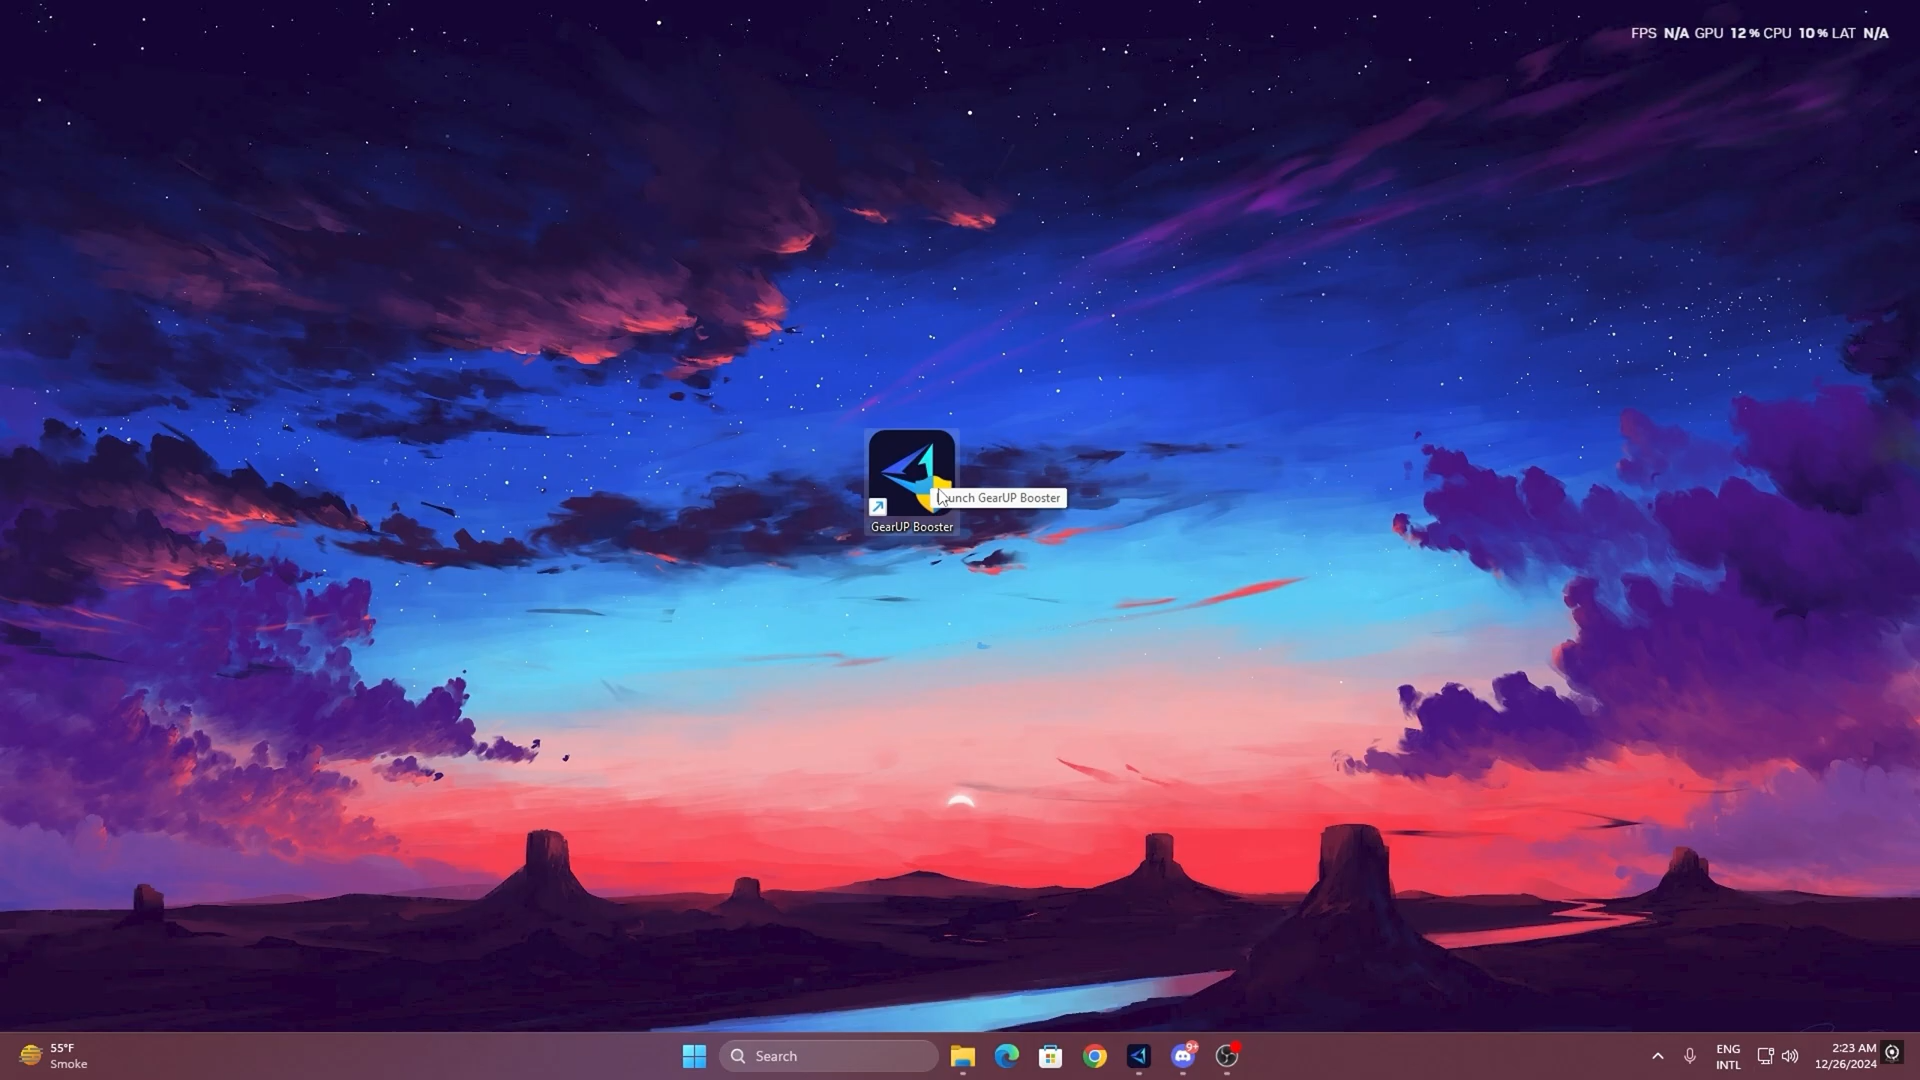 FPS N/A GPU 12 % CPU 10 % LAT N/A
unch GearUP Booster
GearUP Booster
55°F
Smoke
Search
9+
ENG
INTL
2:23 AM
12/26/2024